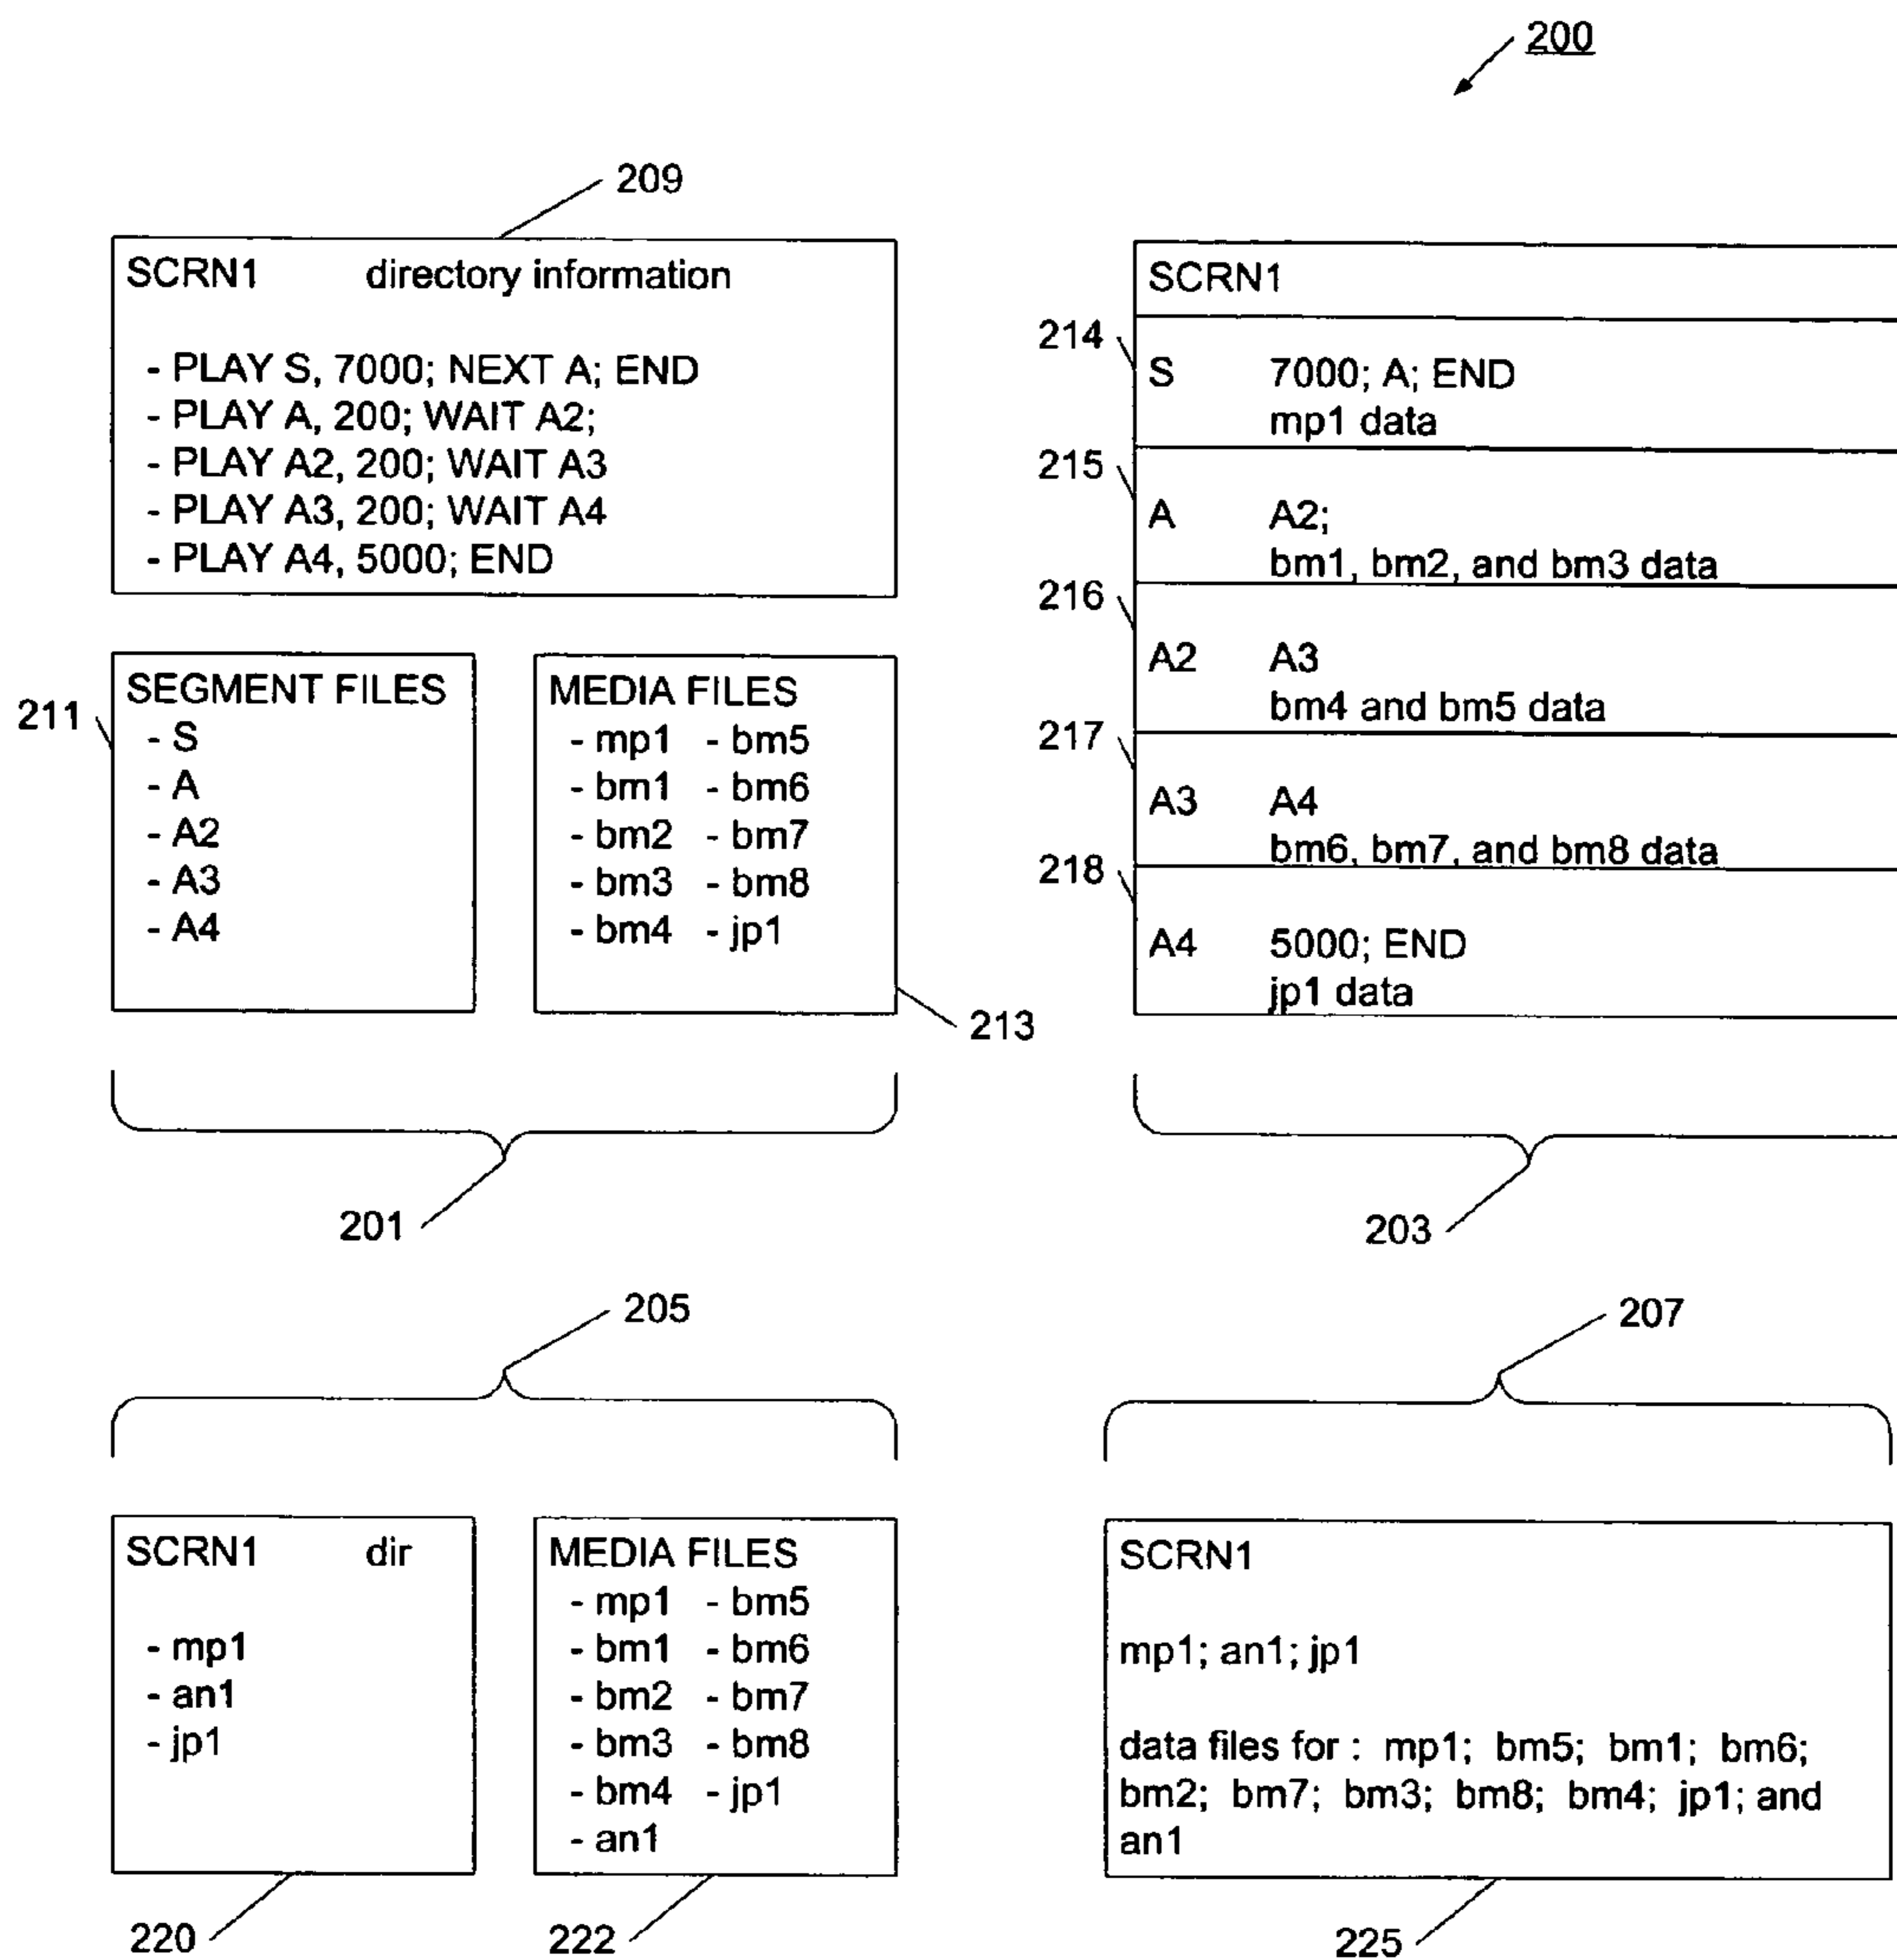 200
209
SCRN1 directory information
- PLAY S, 7000; NEXT A; END
- PLAY A, 200; WAIT A2;
- PLAY A2, 200; WAIT A3
- PLAY A3, 200; WAIT A4
- PLAY A4, 5000; END
211
SEGMENT FILES
- S
- A
- A2
- A3
- A4
MEDIA FILES
- mp1 - bm5
- bm1 - bm6
- bm2 - bm7
- bm3 - bm8
- bm4 - jp1
213
201
SCRN1
214
S 7000; A; END
mp1 data
215
A A2;
bm1, bm2, and bm3 data
216
A2 A3
bm4 and bm5 data
217
A3 A4
bm6, bm7, and bm8 data
218
A4 5000; END
jp1 data
203
205
SCRN1 dir
- mp1
- an1
- jp1
220
MEDIA FILES
- mp1 - bm5
- bm1 - bm6
- bm2 - bm7
- bm3 - bm8
- bm4 - jp1
- an1
222
207
SCRN1
mp1; an1; jp1
data files for : mp1; bm5; bm1; bm6;
bm2; bm7; bm3; bm8; bm4; jp1; and
an1
225